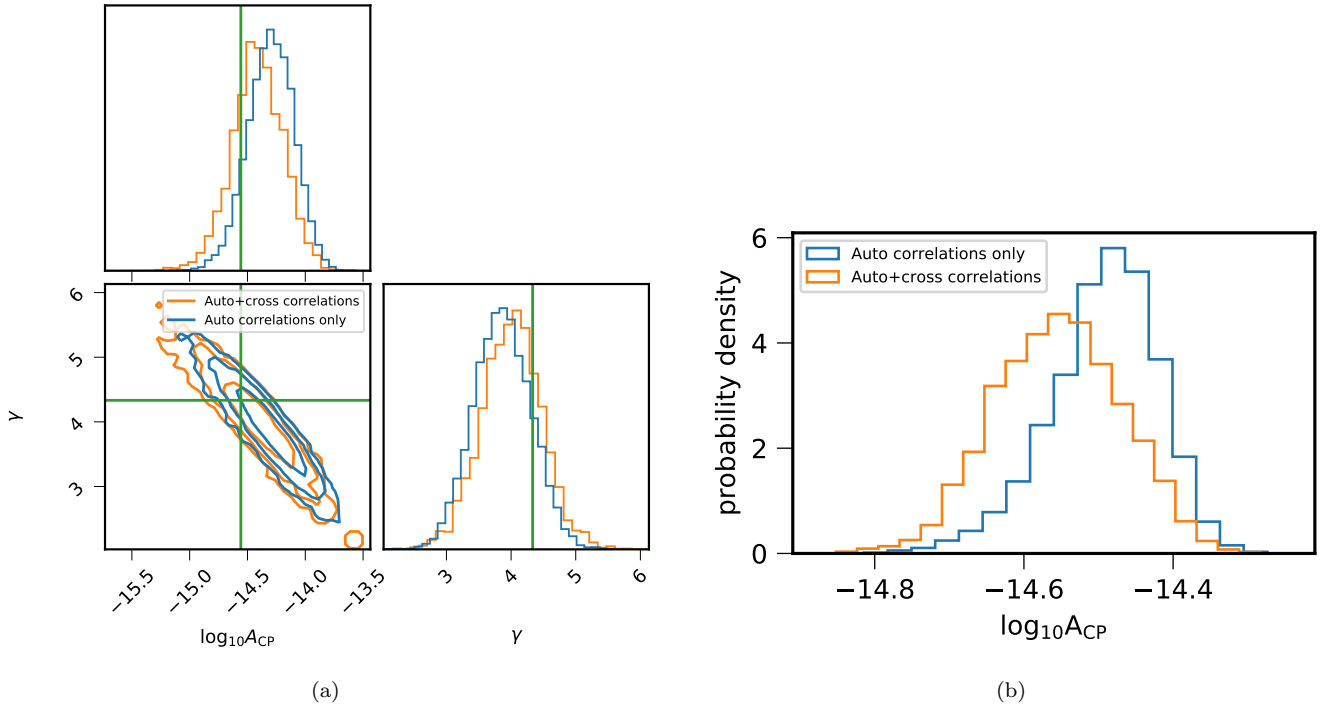 6
5
4
3
γ
Auto+cross correlations
Auto correlations only
−15.5
−15.0
−14.5
−14.0
−13.5
log₁₀A_CP
3
4
5
6
γ
(a)
6
4
2
0
probability density
Auto correlations only
Auto+cross correlations
−14.8
−14.6
−14.4
log₁₀A_CP
(b)